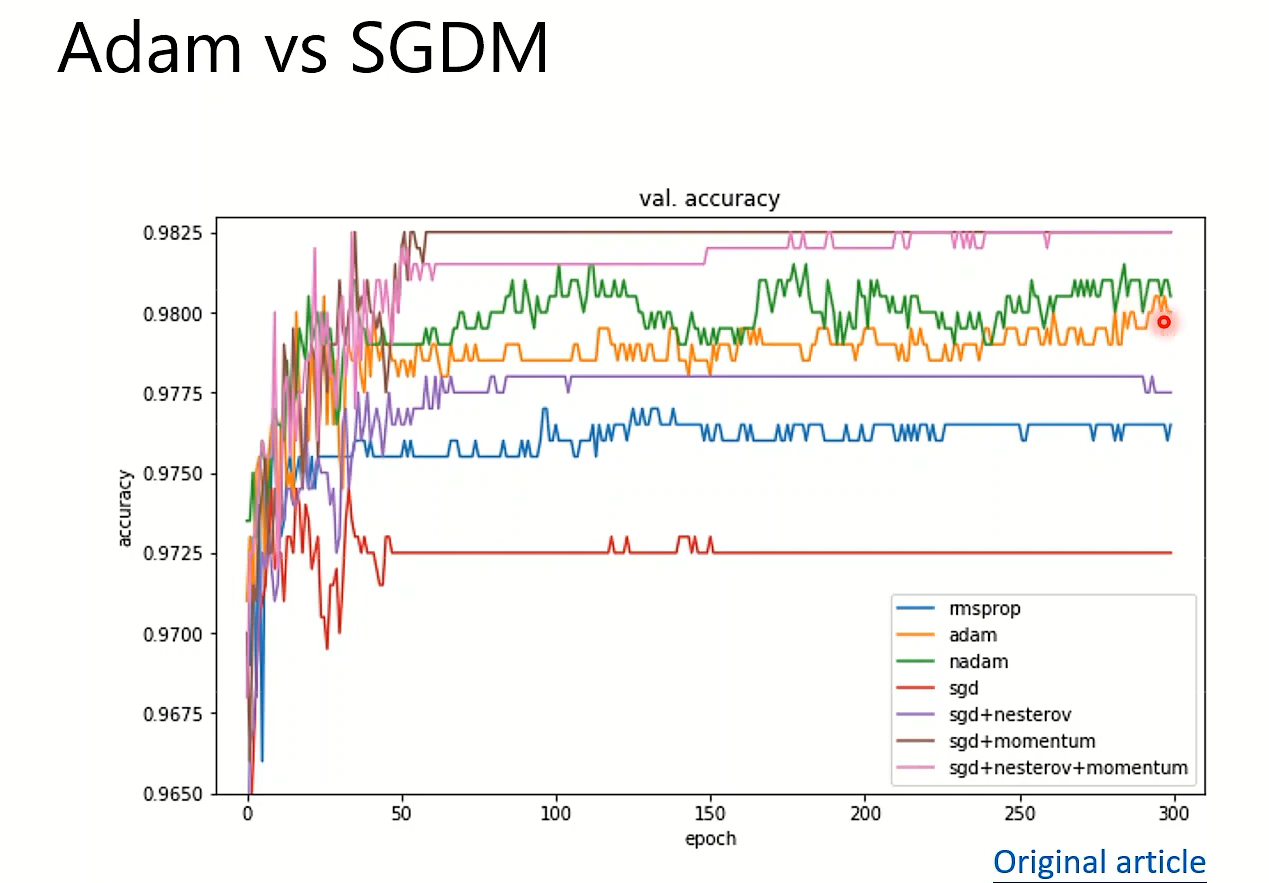 Adam vs SGDM
val. accuracy
accuracy
0.9825
0.9800
0.9775
0.9750
0.9725
0.9700
0.9675
0.9650
0 50 100 150 200 250 300
epoch
rmsprop
adam
nadam
sgd
sgd+nesterov
sgd+momentum
sgd+nesterov+momentum
Original article